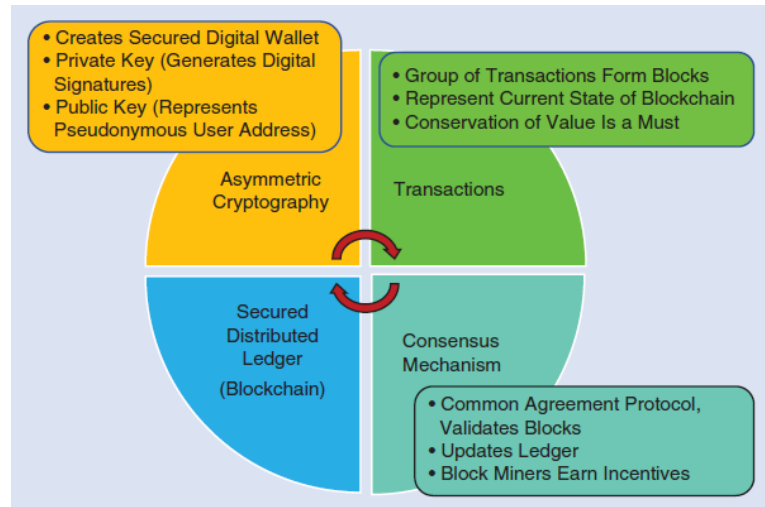 • Creates Secured Digital Wallet
• Private Key (Generates Digital
Signatures)
• Public Key (Represents
Pseudonymous User Address)
• Group of Transactions Form Blocks
• Represent Current State of Blockchain
• Conservation of Value Is a Must
Asymmetric
Cryptography
Transactions
Secured
Distributed
Ledger
(Blockchain)
Consensus
Mechanism
• Common Agreement Protocol,
Validates Blocks
• Updates Ledger
• Block Miners Earn Incentives